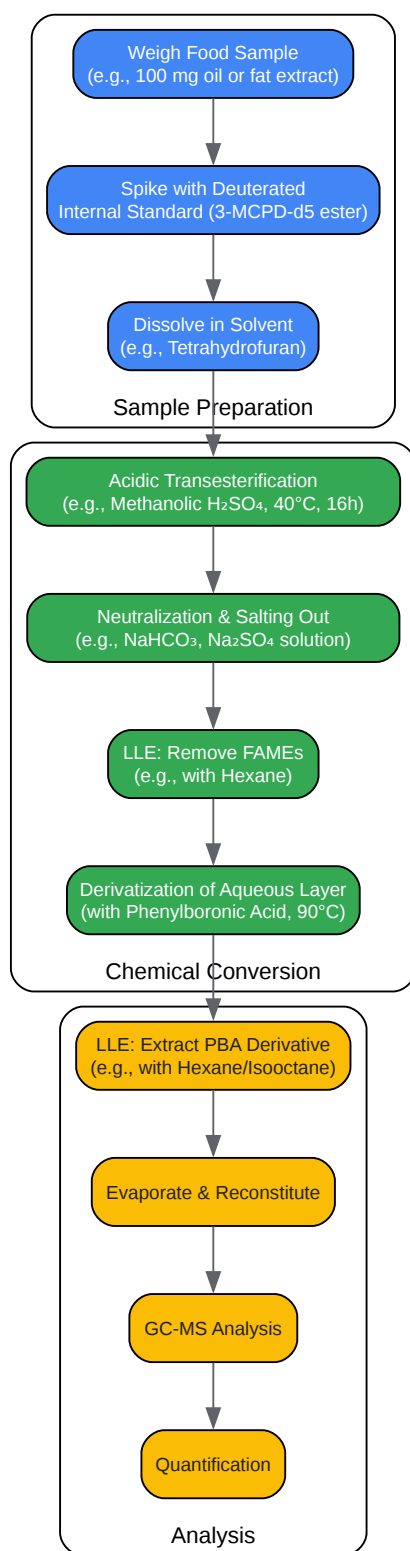 Weigh Food Sample
(e.g., 100 mg oil or fat extract)
Spike with Deuterated
Internal Standard (3-MCPD-d5 ester)
Dissolve in Solvent
(e.g., Tetrahydrofuran)
Sample Preparation
Acidic Transesterification
(e.g., Methanolic H₂SO₄, 40°C, 16h)
Neutralization & Salting Out
(e.g., NaHCO₃, Na₂SO₄ solution)
LLE: Remove FAMEs
(e.g., with Hexane)
Derivatization of Aqueous Layer
(with Phenylboronic Acid, 90°C)
Chemical Conversion
LLE: Extract PBA Derivative
(e.g., with Hexane/Isooctane)
Evaporate & Reconstitute
GC-MS Analysis
Quantification
Analysis